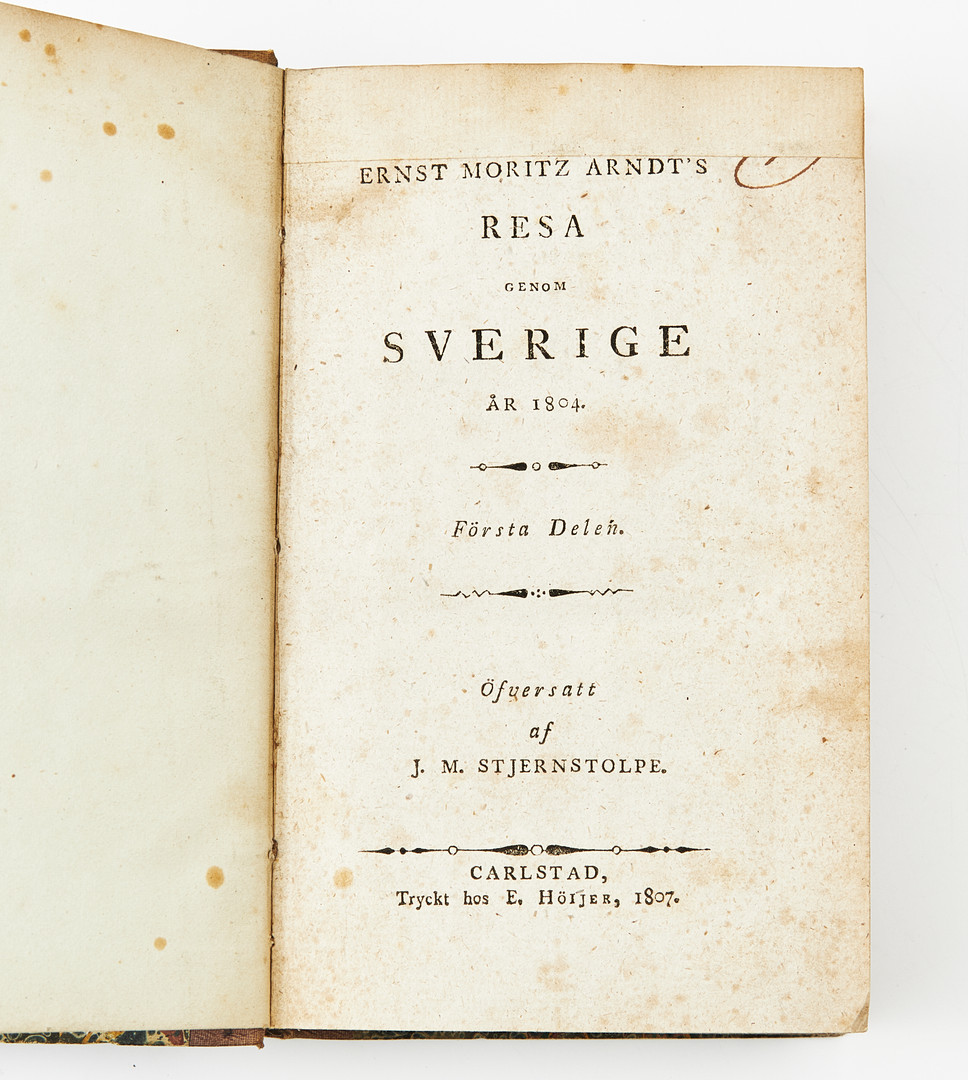 ERNST MORITZ ARNDT'S
RESA
GENOM
SVERIGE
ÅR 1804.
Första Delen.
Öfversatt
af
J. M. STJERNSTOLPE.
CARLSTAD,
Tryckt hos E. HÖIJER, 1807.